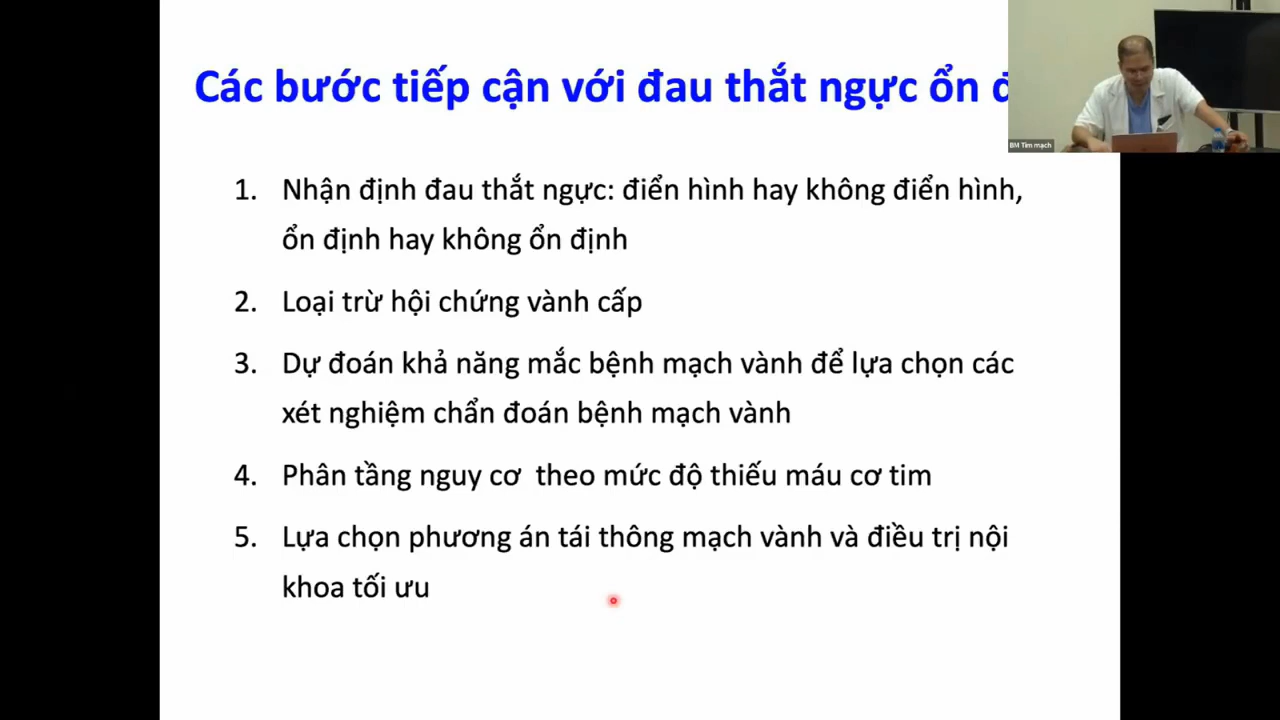 Các bước tiếp cận với đau thắt ngực ổn
BM Tim mạch
1. Nhận định đau thắt ngực: điển hình hay không điển hình,
ổn định hay không ổn định
2. Loại trừ hội chứng vành cấp
3. Dự đoán khả năng mắc bệnh mạch vành để lựa chọn các
xét nghiệm chẩn đoán bệnh mạch vành
4. Phân tầng nguy cơ  theo mức độ thiếu máu cơ tim
5. Lựa chọn phương án tái thông mạch vành và điều trị nội
khoa tối ưu